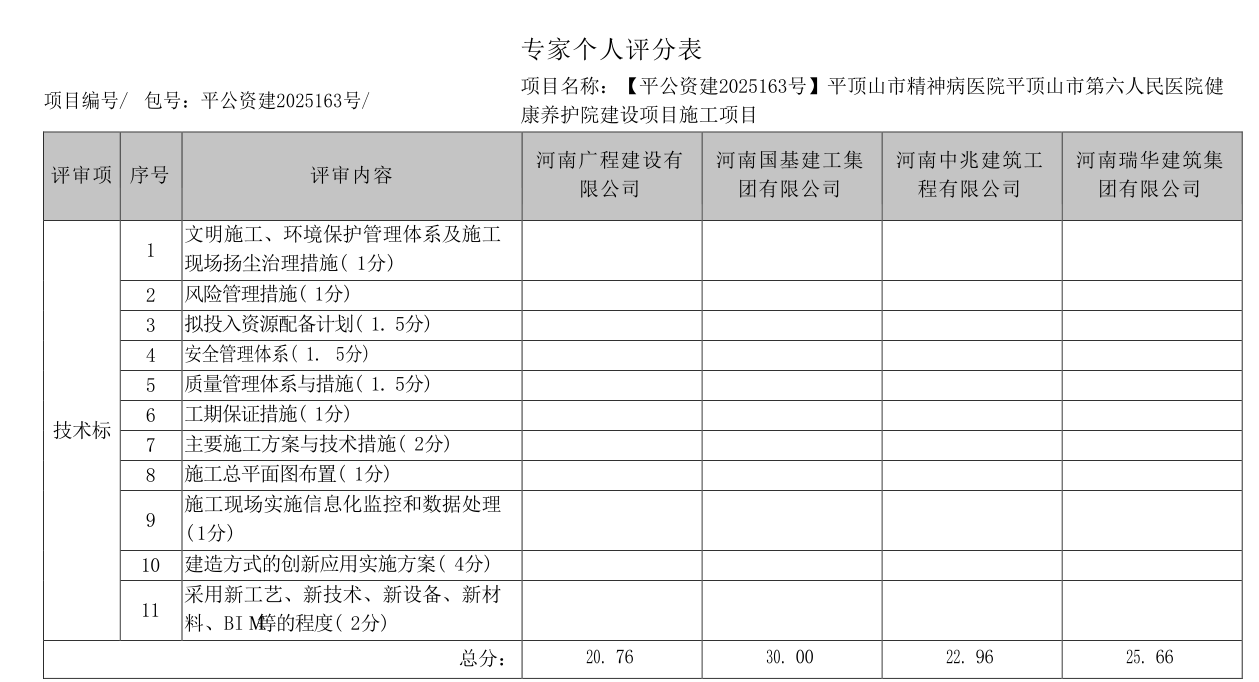 专家个人评分表
项目编号/ 包号：平公资建2025163号/
项目名称：【平公资建2025163号】平顶山市精神病医院平顶山市第六人民医院健
康养护院建设项目施工项目
评审项 序号 评审内容 河南广程建设有 河南国基建工集 河南中兆建筑工 河南瑞华建筑集
限公司 团有限公司 程有限公司 团有限公司
技术标
1 文明施工、环境保护管理体系及施工
现场扬尘治理措施(1分)
2 风险管理措施(1分)
3 拟投入资源配备计划(1.5分)
4 安全管理体系(1. 5分)
5 质量管理体系与措施(1.5分)
6 工期保证措施(1分)
7 主要施工方案与技术措施(2分)
8 施工总平面图布置(1分)
9 施工现场实施信息化监控和数据处理
(1分)
10 建造方式的创新应用实施方案(4分)
11 采用新工艺、新技术、新设备、新材
料、BIM等的程度(2分)
总分： 20.76 30.00 22.96 25.66